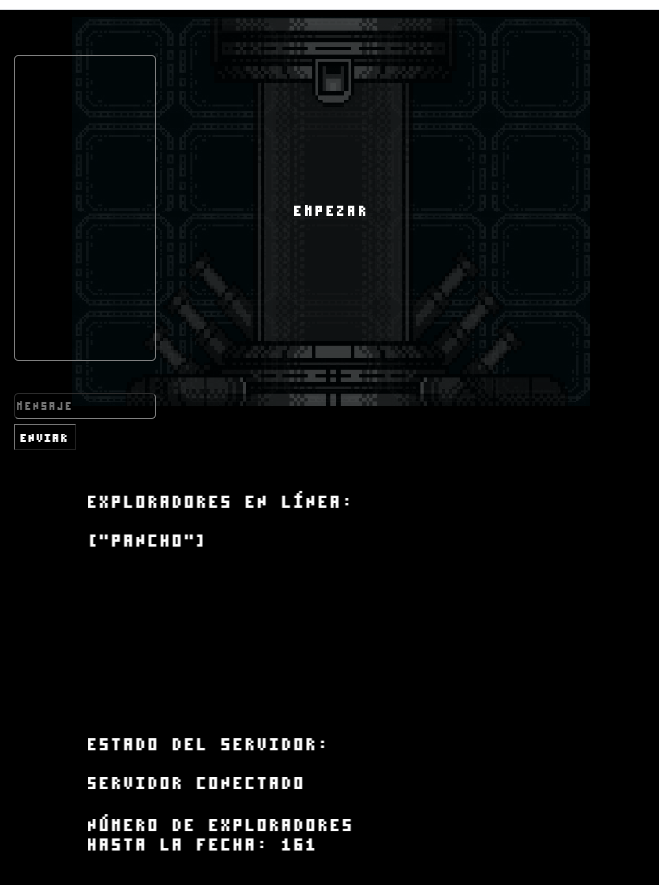 EMPEZAR
MENSAJE
ENVIAR
EXPLORADORES EN LÍNEA:
["PANCHO"]
ESTADO DEL SERVIDOR:
SERVIDOR CONECTADO
NÚMERO DE EXPLORADORES
HASTA LA FECHA: 161